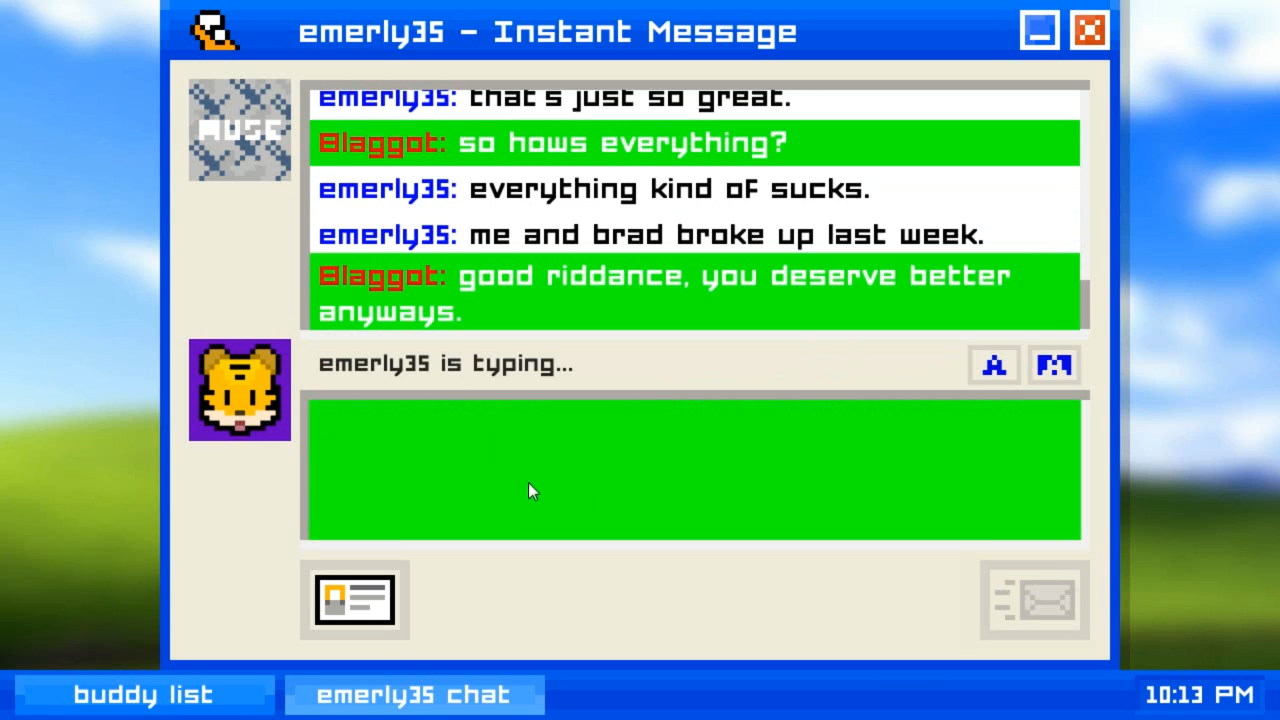 emerly35 - Instant Message
MUSE
emerly35: that's just so great.
Blaggot: so hows everything?
emerly35: everything kind of sucks.
emerly35: me and brad broke up last week.
Blaggot: good riddance, you deserve better
anyways.
emerly35 is typing...
A
buddy list
emerly35 chat
10:13 PM